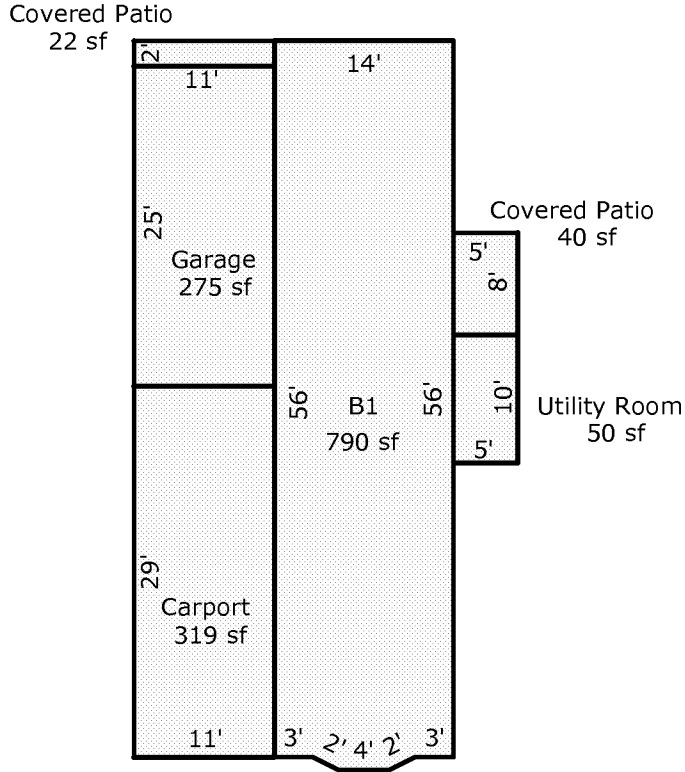 Covered Patio
22 sf
2'
11'
14'
25'
Garage
275 sf
Covered Patio
40 sf
5'
8'
56'
B1
790 sf
56'
10'
Utility Room
50 sf
5'
29'
Carport
319 sf
11'
3'
2'
4'
2'
3'